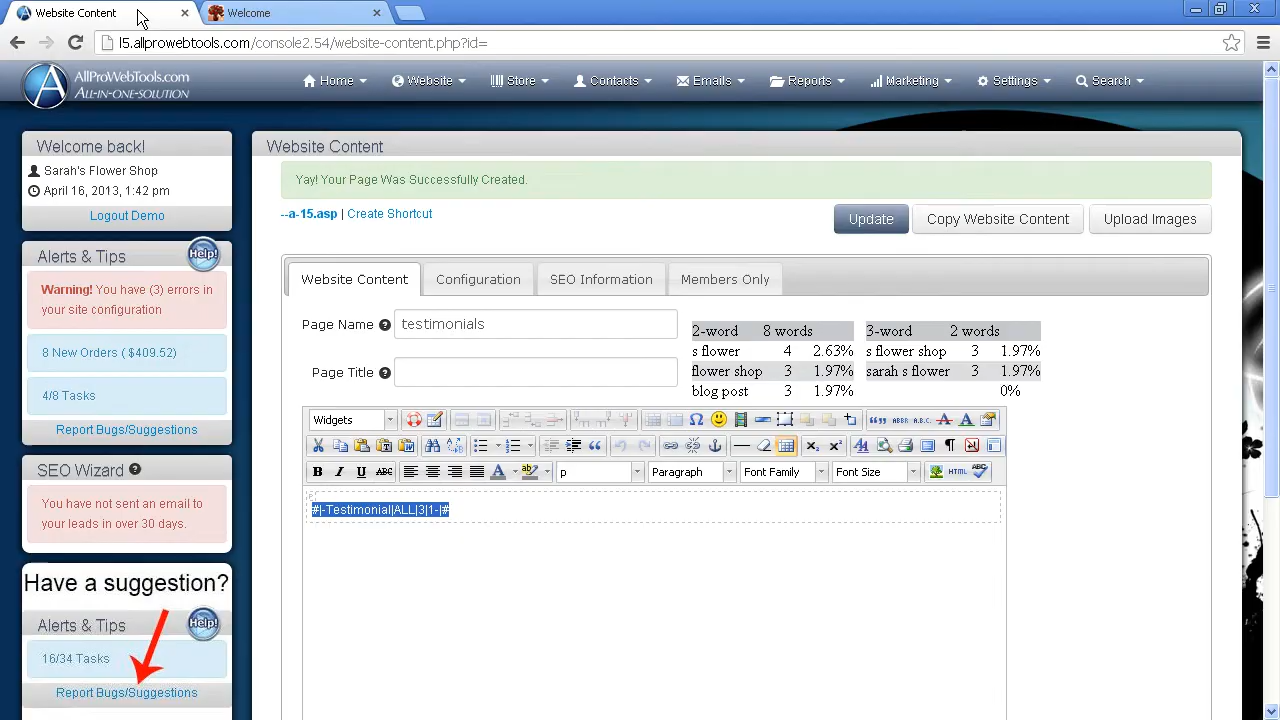 Website Content
Welcome
l5.allprowebtools.com/console2.54/website-content.php?id=
AllProWebTools.com
All-in-one-solution
Home
Website
Store
Contacts
Emails
Reports
Marketing
Settings
Search
Welcome back!
Sarah's Flower Shop
April 16, 2013, 1:42 pm
Logout Demo
Alerts & Tips
Help!
Warning! You have (3) errors in
your site configuration
8 New Orders ( $409.52)
4/8 Tasks
Report Bugs/Suggestions
SEO Wizard
You have not sent an email to
your leads in over 30 days.
Have a suggestion?
Alerts & Tips
Help!
16/34 Tasks
Report Bugs/Suggestions
Website Content
Yay! Your Page Was Successfully Created.
--a-15.asp | Create Shortcut
Update
Copy Website Content
Upload Images
Website Content
Configuration
SEO Information
Members Only
Page Name
testimonials
Page Title
2-word 8 words
s flower 4 2.63%
flower shop 3 1.97%
blog post 3 1.97%
3-word 2 words
s flower shop 3 1.97%
sarah s flower 3 1.97%
0%
Widgets
ABBR
A.B.C.
B I U ABC
p
Paragraph
Font Family
Font Size
HTML
#|-Testimonial|ALL|3|1-|#